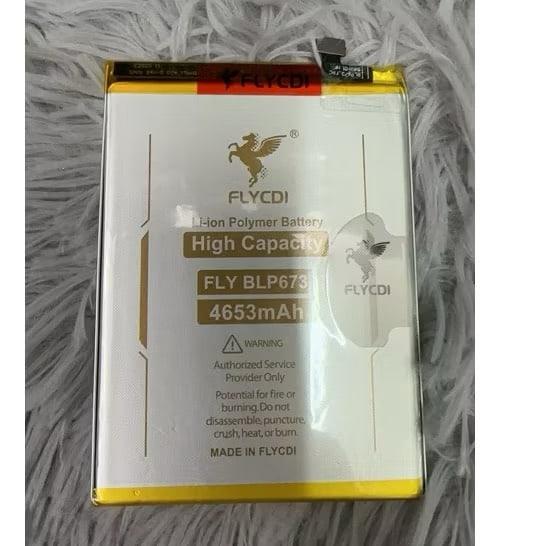 FLYCDI
®
FLYCDI
Li-ion Polymer Battery
High Capacity
FLY BLP673
4653mAh
FLYCDI
WARNING
Authorized Service
Provider Only
Potential for fire or
burning.Do not
disassemble, puncture,
crush, heat, or burn.
MADE IN FLYCDI